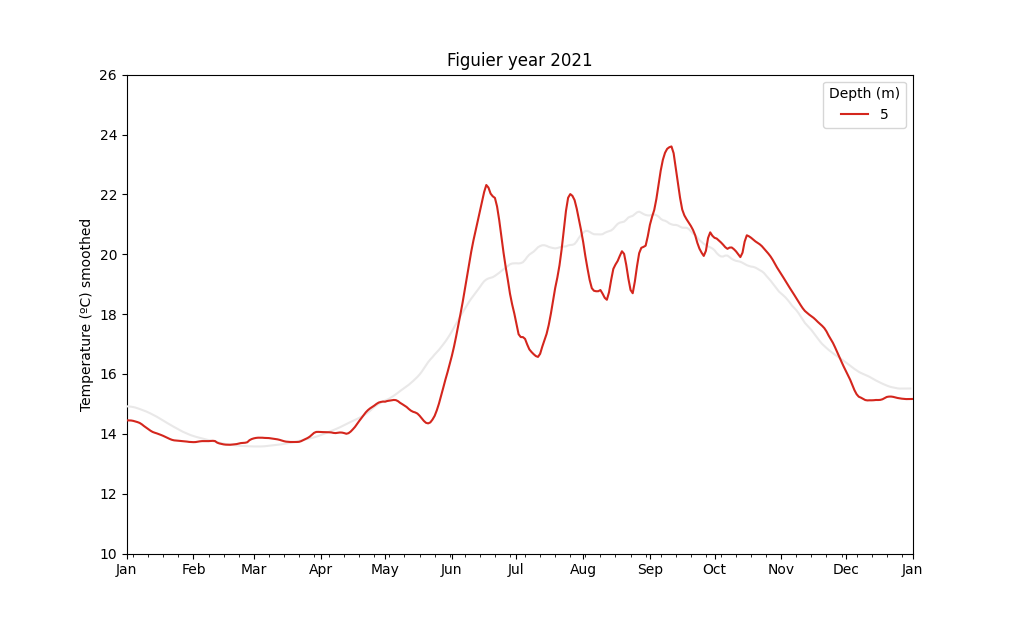 Figuier year 2021
Depth (m)
5
Temperature (ºC) smoothed
26
24
22
20
18
16
14
12
10
Jan Feb Mar Apr May Jun Jul Aug Sep Oct Nov Dec Jan